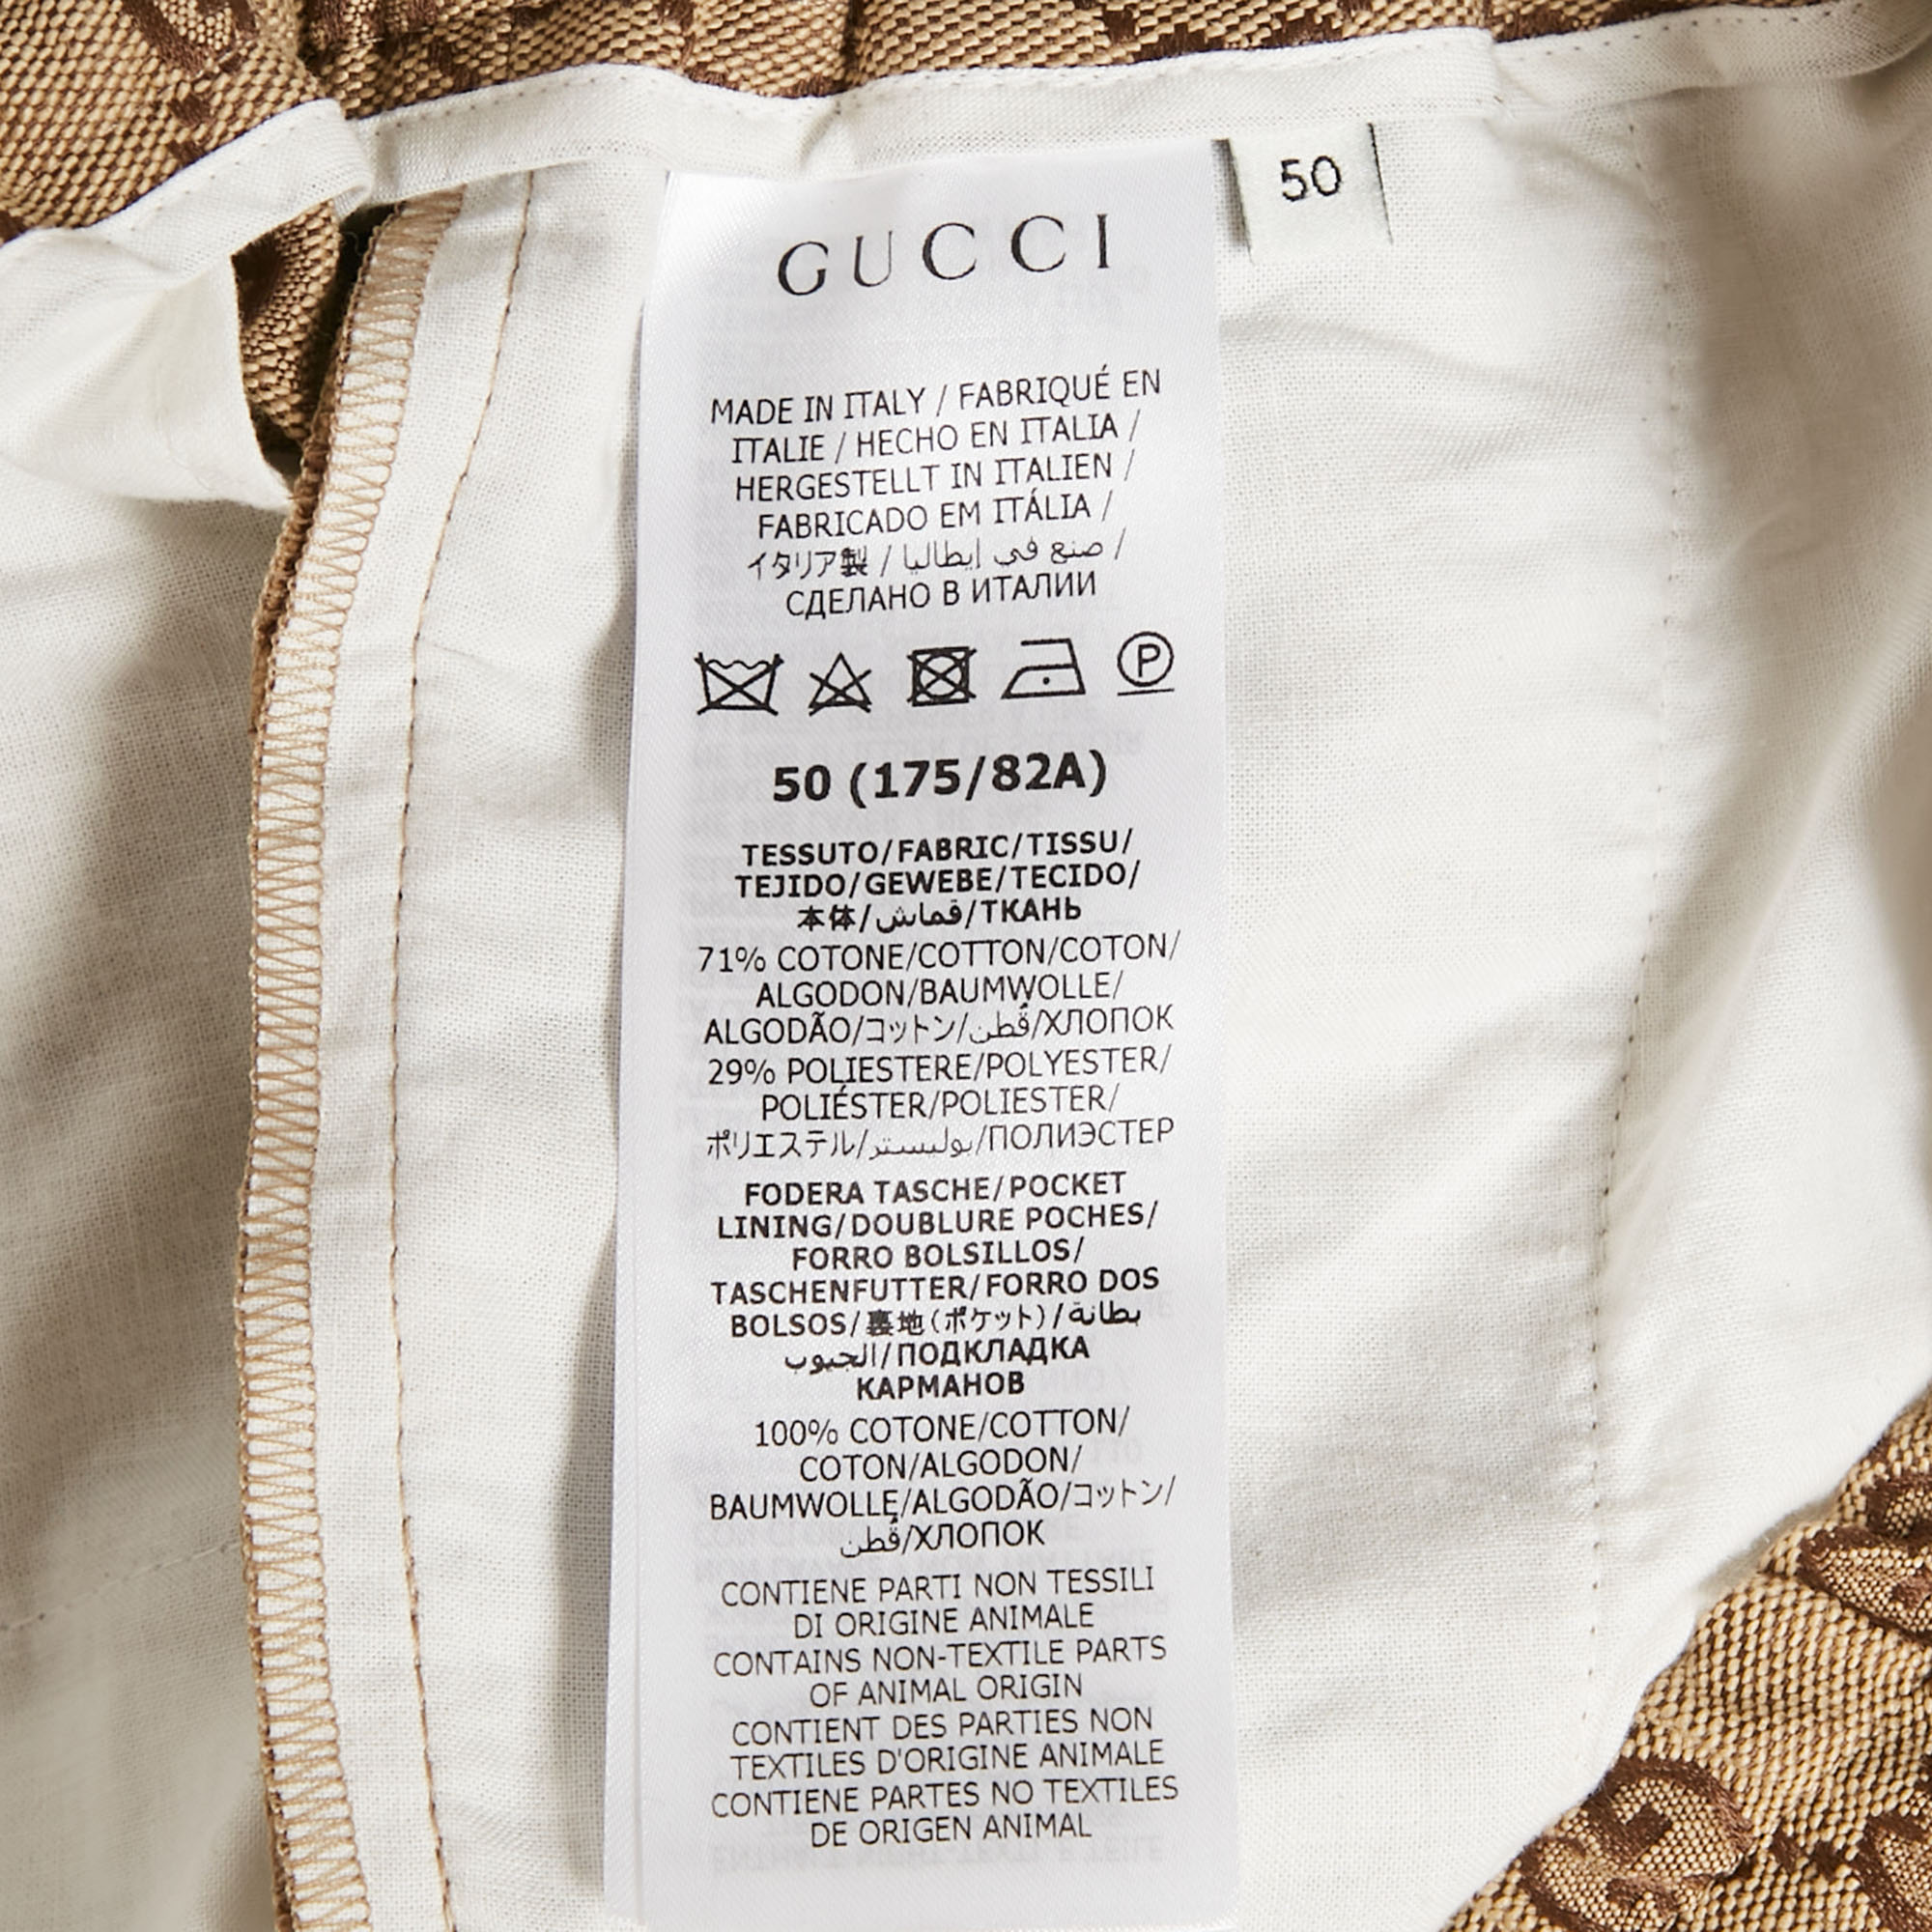 50
GUCCI
MADE IN ITALY / FABRIQUÉ EN
ITALIE / HECHO EN ITALIA /
HERGESTELLT IN ITALIEN /
FABRICADO EM ITÁLIA /
イタリア製 / صنع في إيطاليا /
СДЕЛАНО В ИТАЛИИ
P
50 (175/82A)
TESSUTO/FABRIC/TISSU/
TEJIDO/GEWEBE/TECIDO/
本体/قماش/ТКАНЬ
71% COTONE/COTTON/COTON/
ALGODON/BAUMWOLLE/
ALGODÃO/コットン/قُطن/ХЛОПОК
29% POLIESTERE/POLYESTER/
POLIÉSTER/POLIESTER/
ポリエステル/بوليستر/ПОЛИЭСТЕР
FODERA TASCHE/POCKET
LINING/DOUBLURE POCHES/
FORRO BOLSILLOS/
TASCHENFUTTER/FORRO DOS
BOLSOS/裏地(ポケット)/بطانة
الجيوب/ПОДКЛАДКА
КАРМАНОВ
100% COTONE/COTTON/
COTON/ALGODON/
BAUMWOLLE/ALGODÃO/コットン/
قُطن/ХЛОПОК
CONTIENE PARTI NON TESSILI
DI ORIGINE ANIMALE
CONTAINS NON-TEXTILE PARTS
OF ANIMAL ORIGIN
CONTIENT DES PARTIES NON
TEXTILES D'ORIGINE ANIMALE
CONTIENE PARTES NO TEXTILES
DE ORIGEN ANIMAL